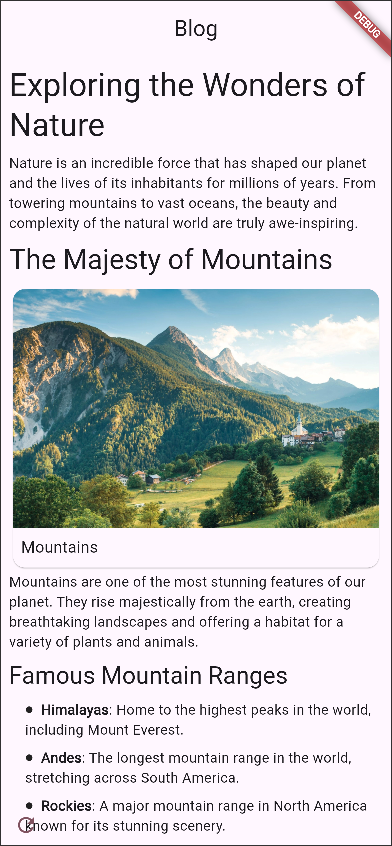 Blog
DEBUG
Exploring the Wonders of
Nature
Nature is an incredible force that has shaped our planet
and the lives of its inhabitants for millions of years. From
towering mountains to vast oceans, the beauty and
complexity of the natural world are truly awe-inspiring.
The Majesty of Mountains
Mountains
Mountains are one of the most stunning features of our
planet. They rise majestically from the earth, creating
breathtaking landscapes and offering a habitat for a
variety of plants and animals.
Famous Mountain Ranges
● Himalayas: Home to the highest peaks in the world,
including Mount Everest.
● Andes: The longest mountain range in the world,
stretching across South America.
● Rockies: A major mountain range in North America
known for its stunning scenery.